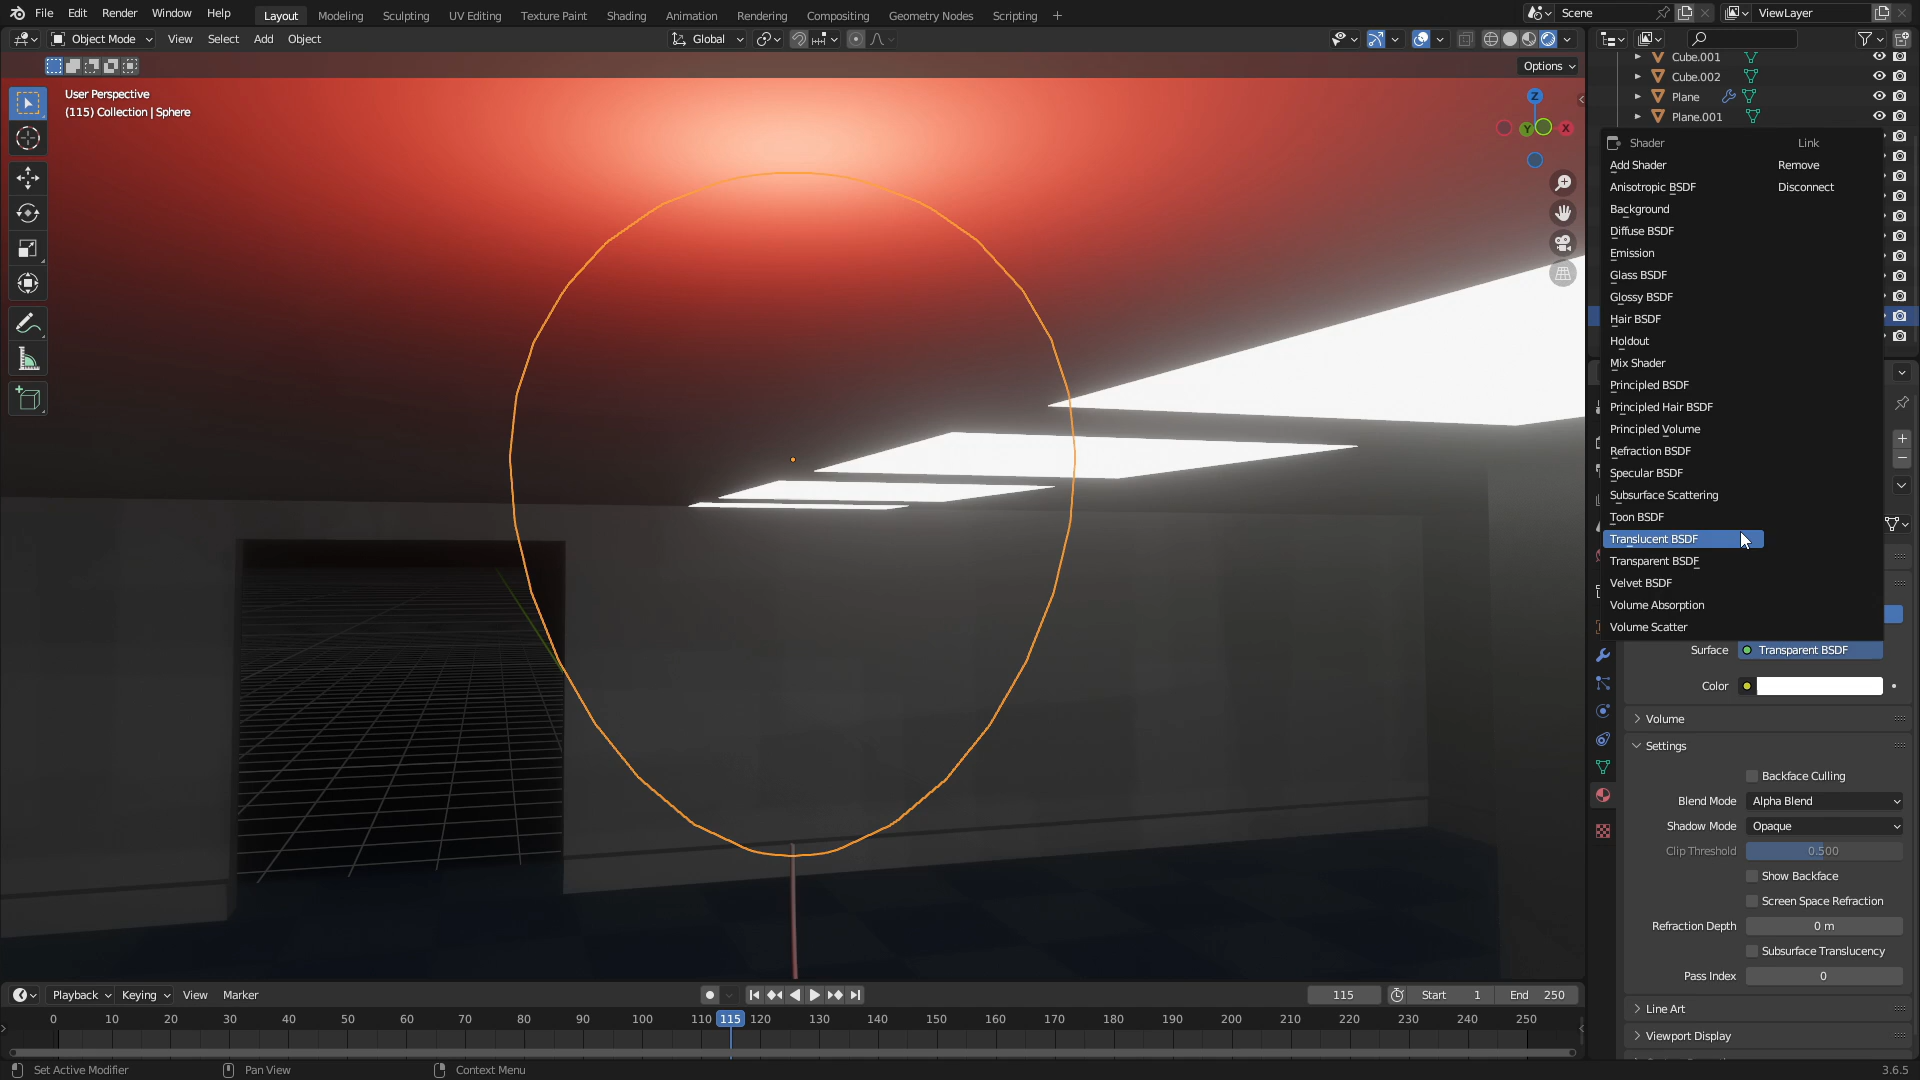 File Edit Render Window Help Layout Modeling Sculpting UV Editing Texture Paint Shading Animation Rendering Compositing Geometry Nodes Scripting + Scene ViewLayer
Object Mode View Select Add Object Global
Options
User Perspective
(115) Collection | Sphere
Z
Y
X
Cube.001
Cube.002
Plane
Plane.001
Shader Link
Add Shader Remove
Anisotropic BSDF Disconnect
Background
Diffuse BSDF
Emission
Glass BSDF
Glossy BSDF
Hair BSDF
Holdout
Mix Shader
Principled BSDF
Principled Hair BSDF
Principled Volume
Refraction BSDF
Specular BSDF
Subsurface Scattering
Toon BSDF
Translucent BSDF
Transparent BSDF
Velvet BSDF
Volume Absorption
Volume Scatter
Surface Transparent BSDF
Color
Volume
Settings
Backface Culling
Blend Mode Alpha Blend
Shadow Mode Opaque
Clip Threshold 0.500
Show Backface
Screen Space Refraction
Refraction Depth 0 m
Subsurface Translucency
Pass Index 0
Line Art
Viewport Display
Playback Keying View Marker 115 Start 1 End 250
0 10 20 30 40 50 60 70 80 90 100 110 115 120 130 140 150 160 170 180 190 200 210 220 230 240 250
Set Active Modifier Pan View Context Menu 3.6.5